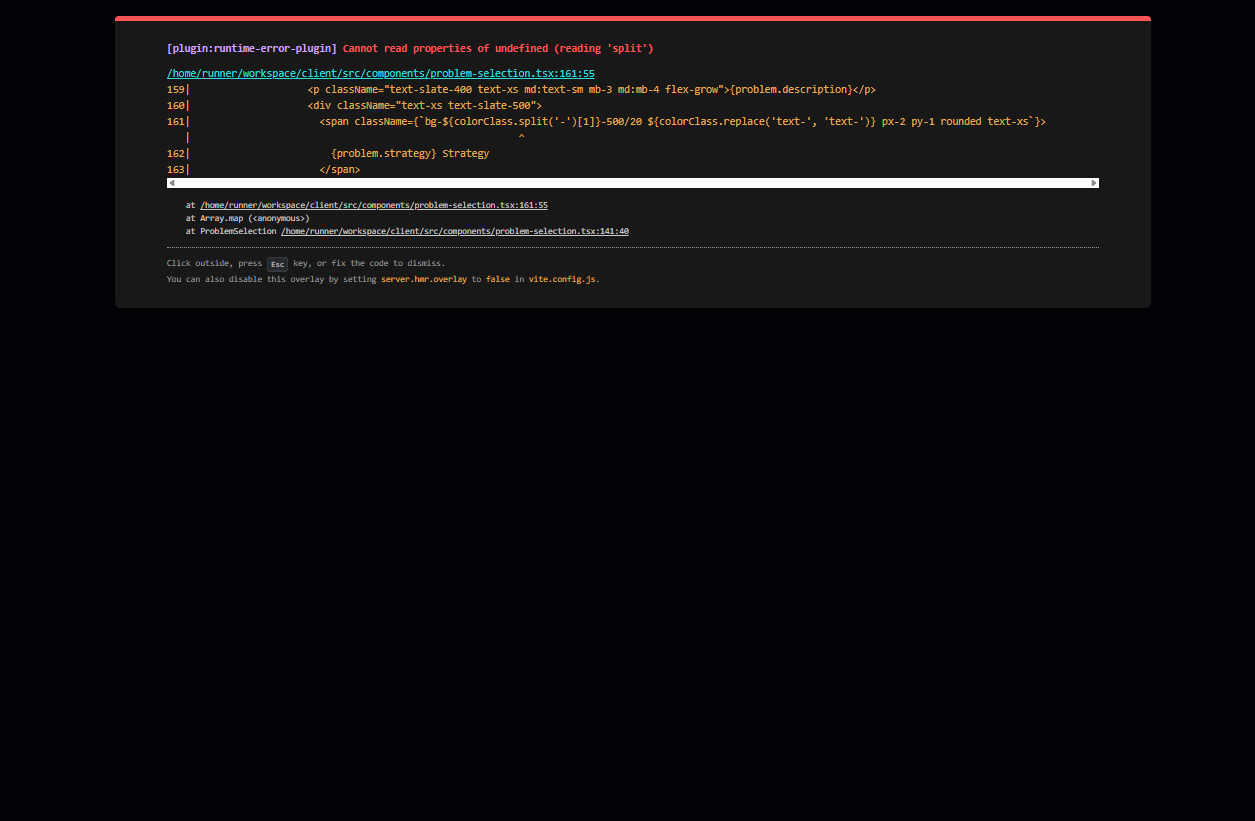 [plugin:runtime-error-plugin] Cannot read properties of undefined (reading 'split')
/home/runner/workspace/client/src/components/problem-selection.tsx:161:55
159| <p className="text-slate-400 text-xs md:text-sm mb-3 md:mb-4 flex-grow">{problem.description}</p>
160| <div className="text-xs text-slate-500">
161| <span className={`bg-${colorClass.split('-')[1]}-500/20 ${colorClass.replace('text-', 'text-')} px-2 py-1 rounded text-xs`}>
| ^
162| {problem.strategy} Strategy
163| </span>
at /home/runner/workspace/client/src/components/problem-selection.tsx:161:55
at Array.map (<anonymous>)
at ProblemSelection /home/runner/workspace/client/src/components/problem-selection.tsx:141:40
Click outside, press Esc key, or fix the code to dismiss.
You can also disable this overlay by setting server.hmr.overlay to false in vite.config.js.